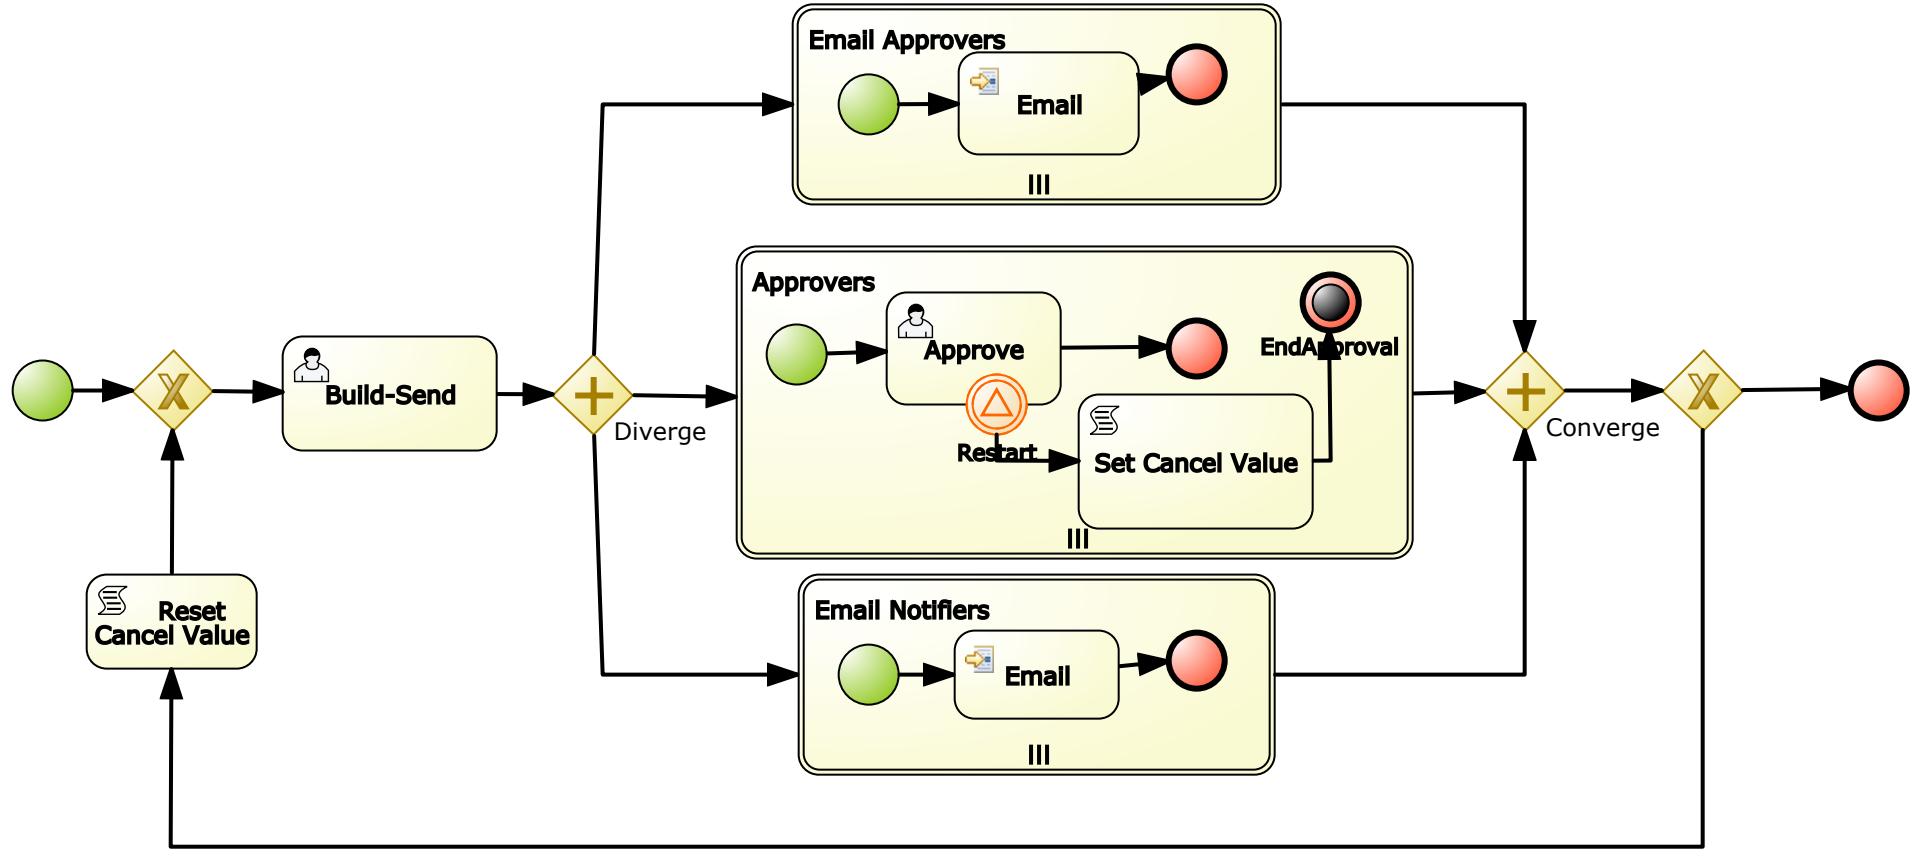 Email Approvers
Email
Approvers
Approve
EndApproval
Restart
Set Cancel Value
Build-Send
Diverge
Converge
Reset
Cancel Value
Email Notifiers
Email